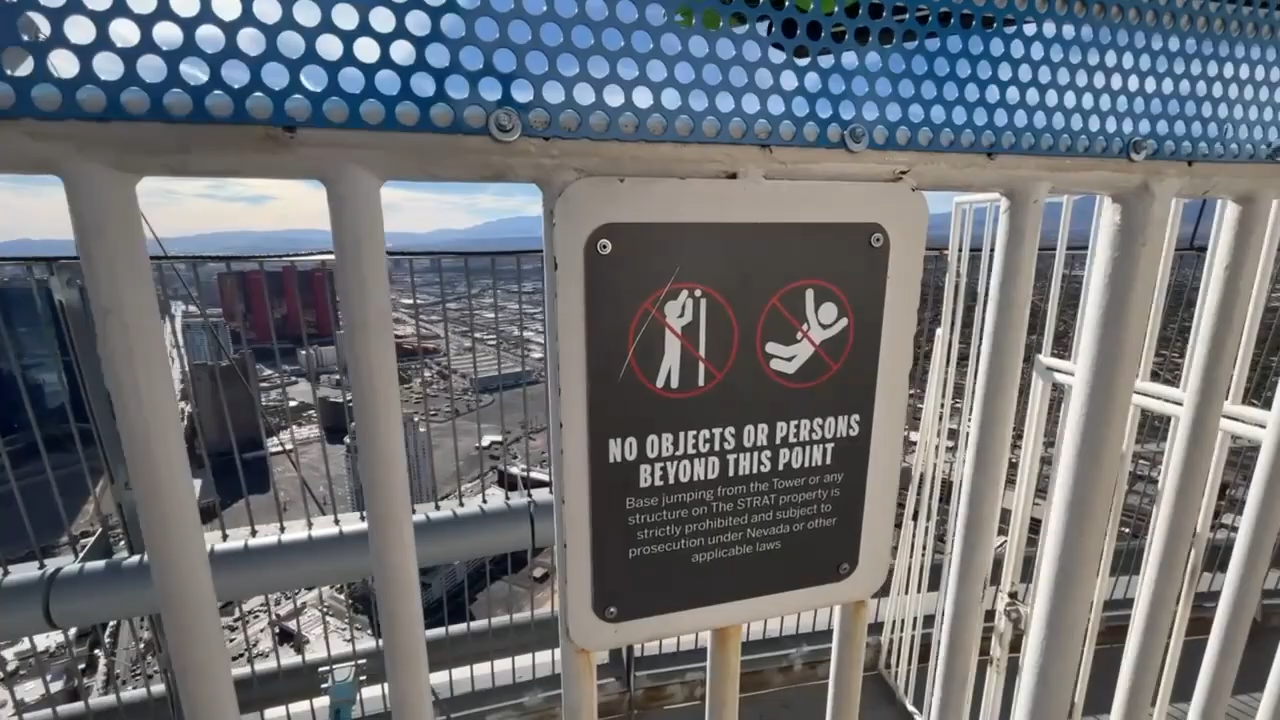 NO OBJECTS OR PERSONS
BEYOND THIS POINT
Base jumping from the Tower or any
structure on The STRAT property is
strictly prohibited and subject to
prosecution under Nevada or other
applicable laws